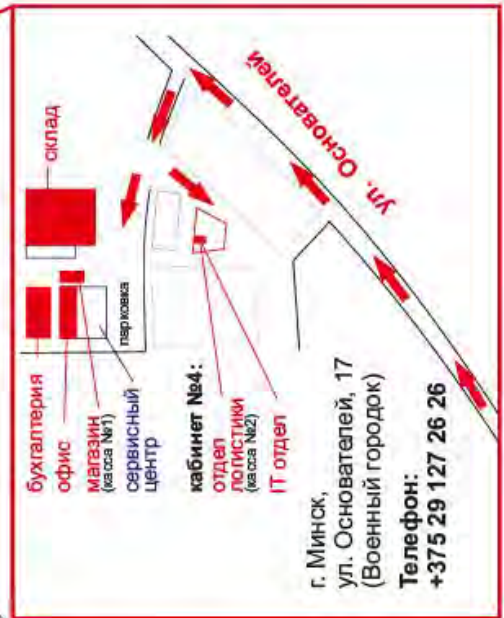 ул. Основателей
склад
бухгалтерия
офис
магазин
(касса №1)
сервисный
центр
парковка
кабинет №4:
отдел
логистики
(касса №2)
IT отдел
г. Минск,
ул. Основателей, 17
(Военный городок)
Телефон:
+375 29 127 26 26